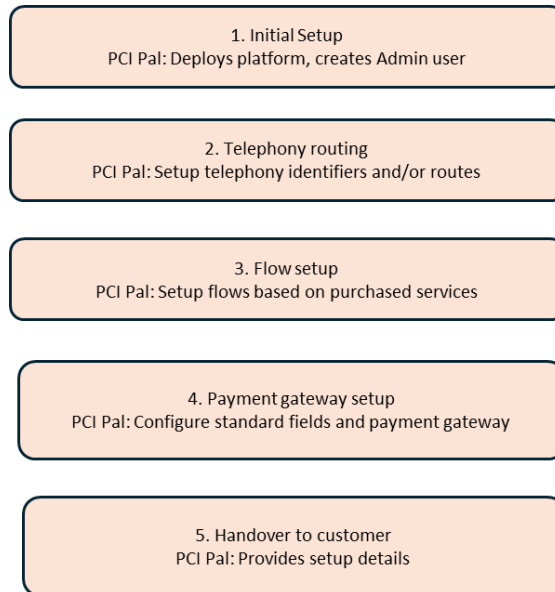 1. Initial Setup
PCI Pal: Deploys platform, creates Admin user
2. Telephony routing
PCI Pal: Setup telephony identifiers and/or routes
3. Flow setup
PCI Pal: Setup flows based on purchased services
4. Payment gateway setup
PCI Pal: Configure standard fields and payment gateway
5. Handover to customer
PCI Pal: Provides setup details